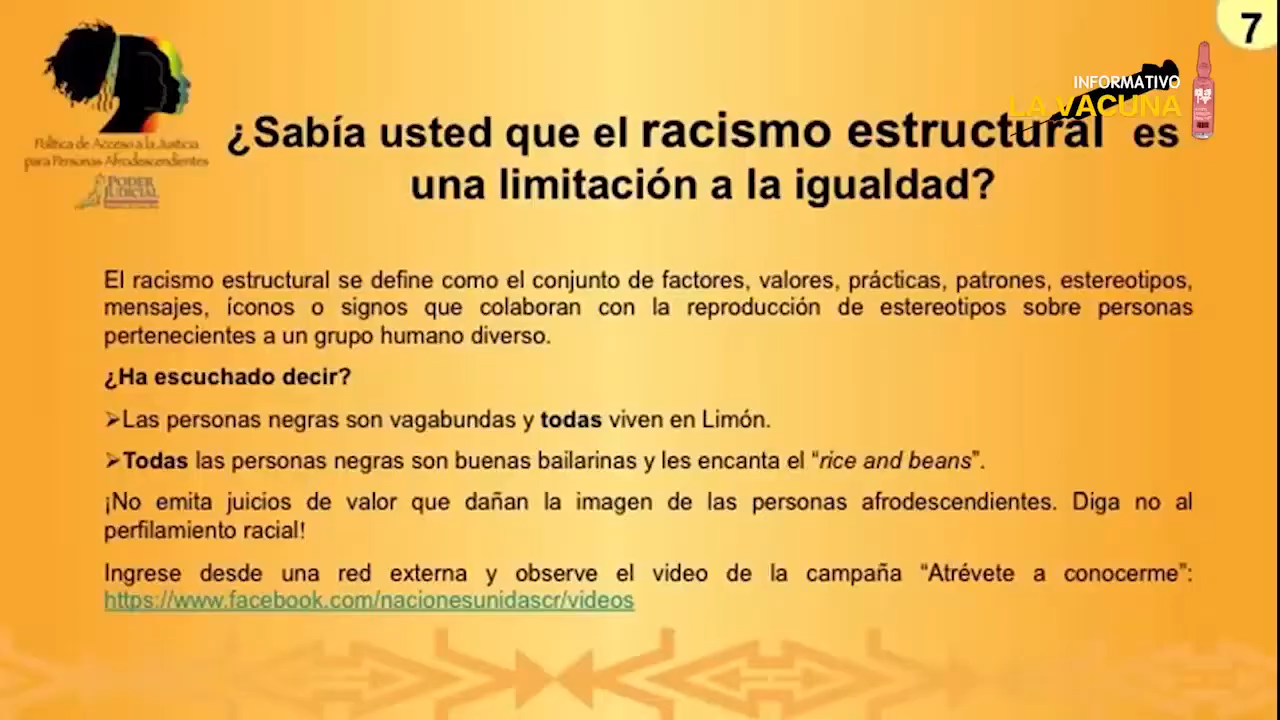 7
INFORMATIVO
LA VACUNA
Política de Acceso a la Justicia
para Personas Afrodescendientes
PODER
JUDICIAL
¿Sabía usted que el racismo estructural es
una limitación a la igualdad?
El racismo estructural se define como el conjunto de factores, valores, prácticas, patrones, estereotipos,
mensajes, íconos o signos que colaboran con la reproducción de estereotipos sobre personas
pertenecientes a un grupo humano diverso.
¿Ha escuchado decir?
➢Las personas negras son vagabundas y todas viven en Limón.
➢Todas las personas negras son buenas bailarinas y les encanta el “rice and beans”.
¡No emita juicios de valor que dañan la imagen de las personas afrodescendientes. Diga no al
perfilamiento racial!
Ingrese desde una red externa y observe el video de la campaña “Atrévete a conocerme”:
https://www.facebook.com/nacionesunidascr/videos